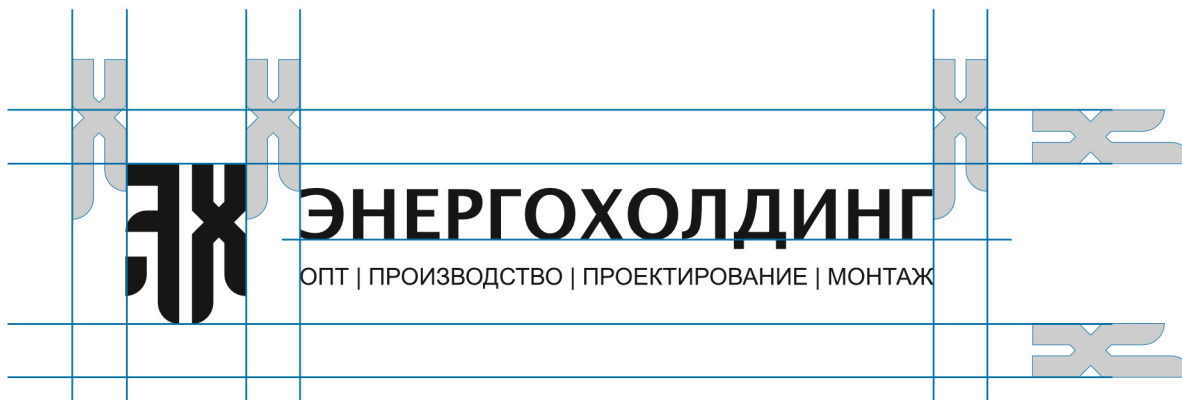 ЭНЕРГОХОЛДИНГ
ОПТ | ПРОИЗВОДСТВО | ПРОЕКТИРОВАНИЕ | МОНТАЖ